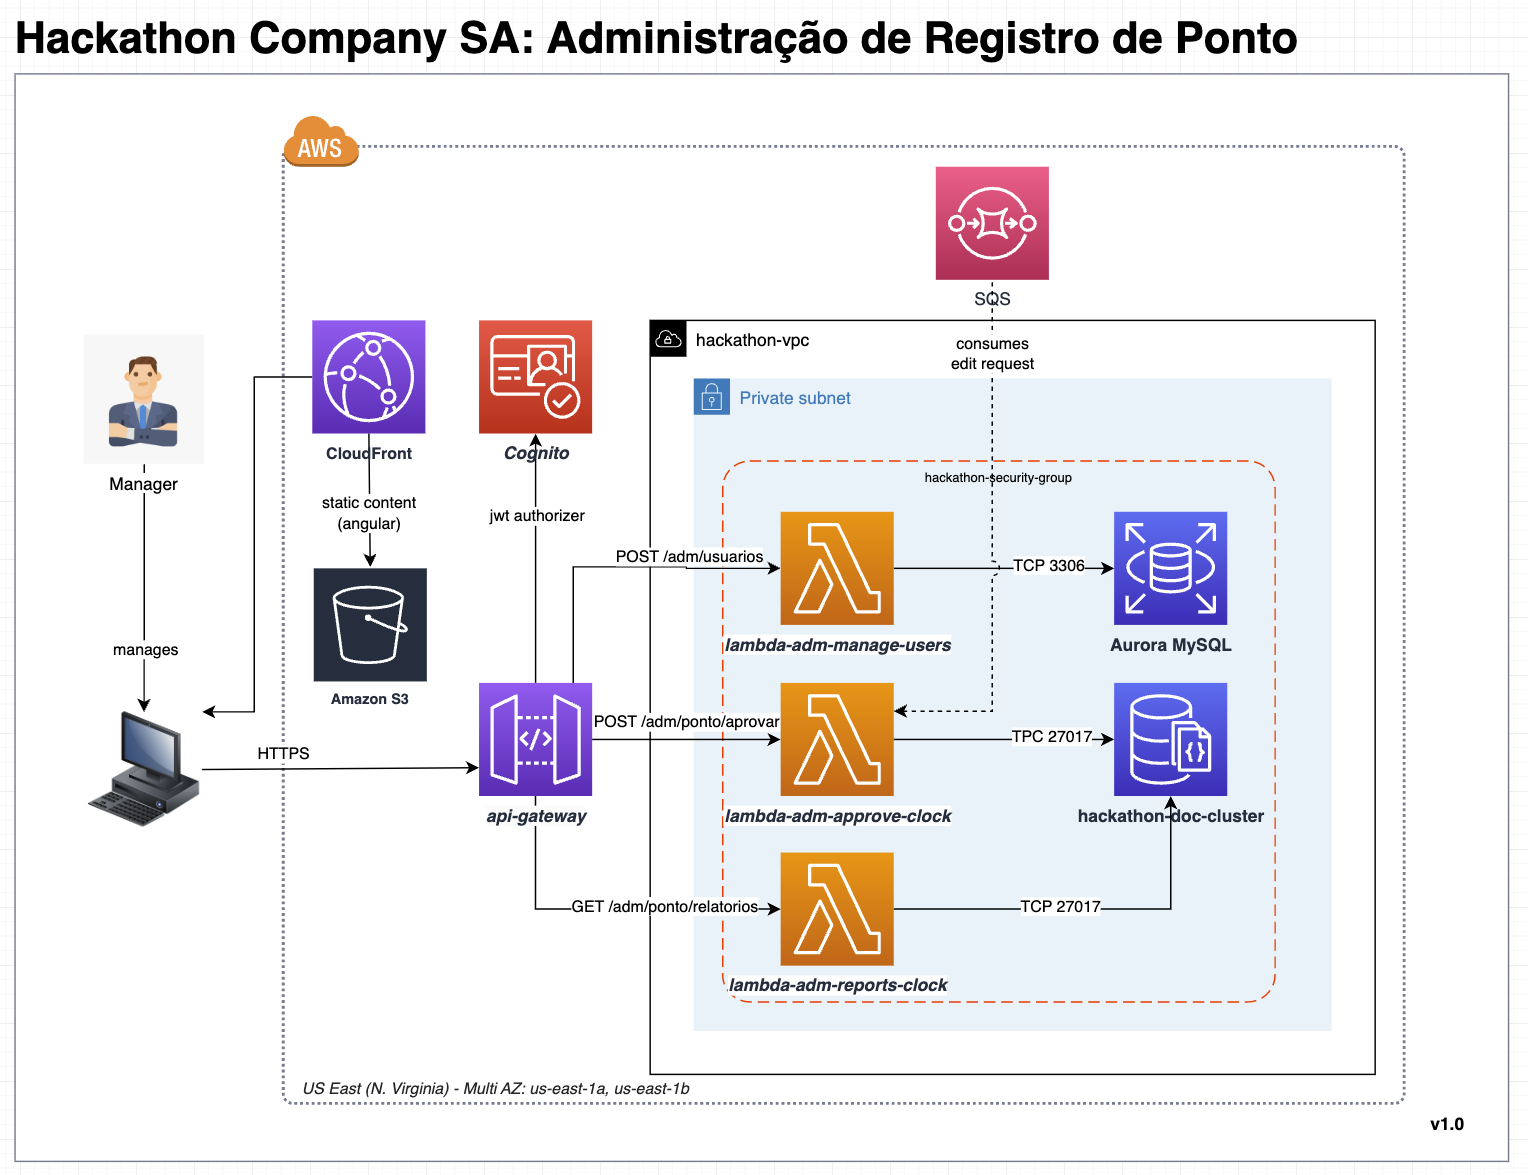 Hackathon Company SA: Administração de Registro de Ponto
AWS
SQS
hackathon-vpc
consumes
edit request
Private subnet
Manager
CloudFront
Cognito
hackathon-security-group
static content
(angular)
jwt authorizer
POST /adm/usuarios
TCP 3306
lambda-adm-manage-users
Aurora MySQL
manages
Amazon S3
POST /adm/ponto/aprovar
TPC 27017
HTTPS
api-gateway
lambda-adm-approve-clock
hackathon-doc-cluster
GET /adm/ponto/relatorios
TCP 27017
lambda-adm-reports-clock
US East (N. Virginia) - Multi AZ: us-east-1a, us-east-1b
v1.0